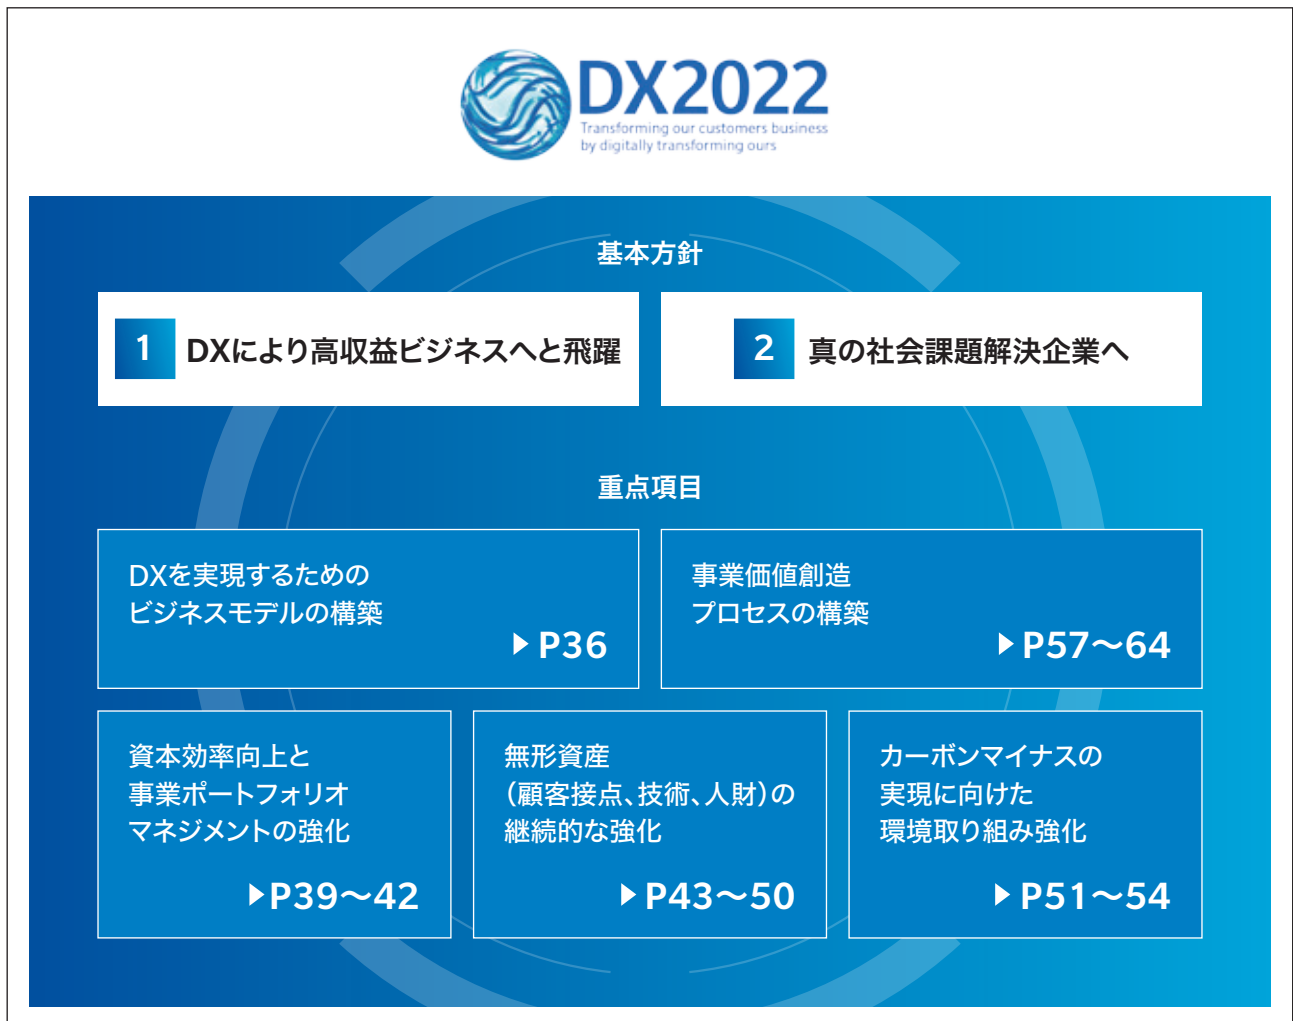 DX2022
Transforming our customers business
by digitally transforming ours
基本方針
1 DXにより高収益ビジネスへと飛躍
2 真の社会課題解決企業へ
重点項目
DXを実現するための
ビジネスモデルの構築
▶P36
事業価値創造
プロセスの構築
▶P57〜64
資本効率向上と
事業ポートフォリオ
マネジメントの強化
▶P39〜42
無形資産
（顧客接点、技術、人財）の
継続的な強化
▶P43〜50
カーボンマイナスの
実現に向けた
環境取り組み強化
▶P51〜54